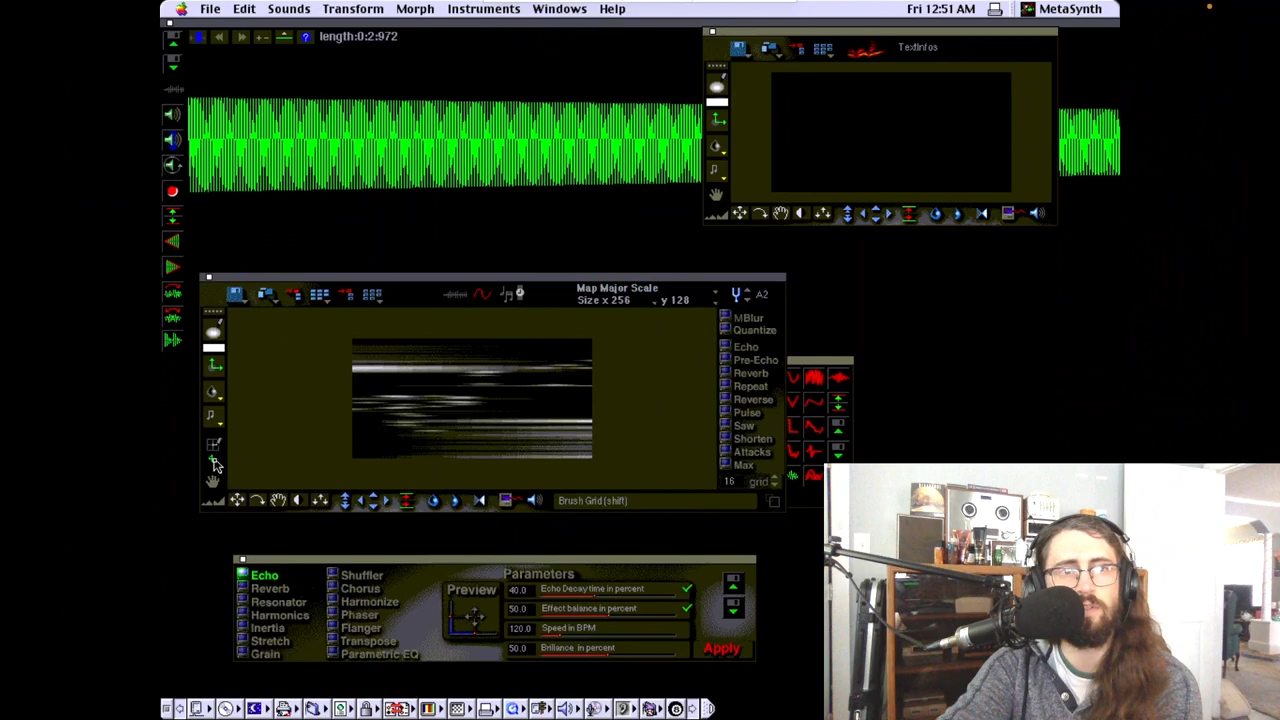 File Edit Sounds Transform Morph Instruments Windows Help Fri 12:51 AM MetaSynth
length:0:2:972
TextInfos
Map Major Scale
Size x 256 y 128
A2
MBlur
Quantize
Echo
Pre-Echo
Reverb
Repeat
Reverse
Pulse
Saw
Shorten
Attacks
Max
16 grid
Brush Grid (shift)
Echo
Reverb
Resonator
Harmonics
Inertia
Stretch
Grain
Shuffler
Chorus
Harmonize
Phaser
Flanger
Transpose
Parametric EQ
Preview
Parameters
40.0 Echo Decay time in percent
50.0 Effect balance in percent
120.0 Speed in BPM
50.0 Brillance in percent
Apply